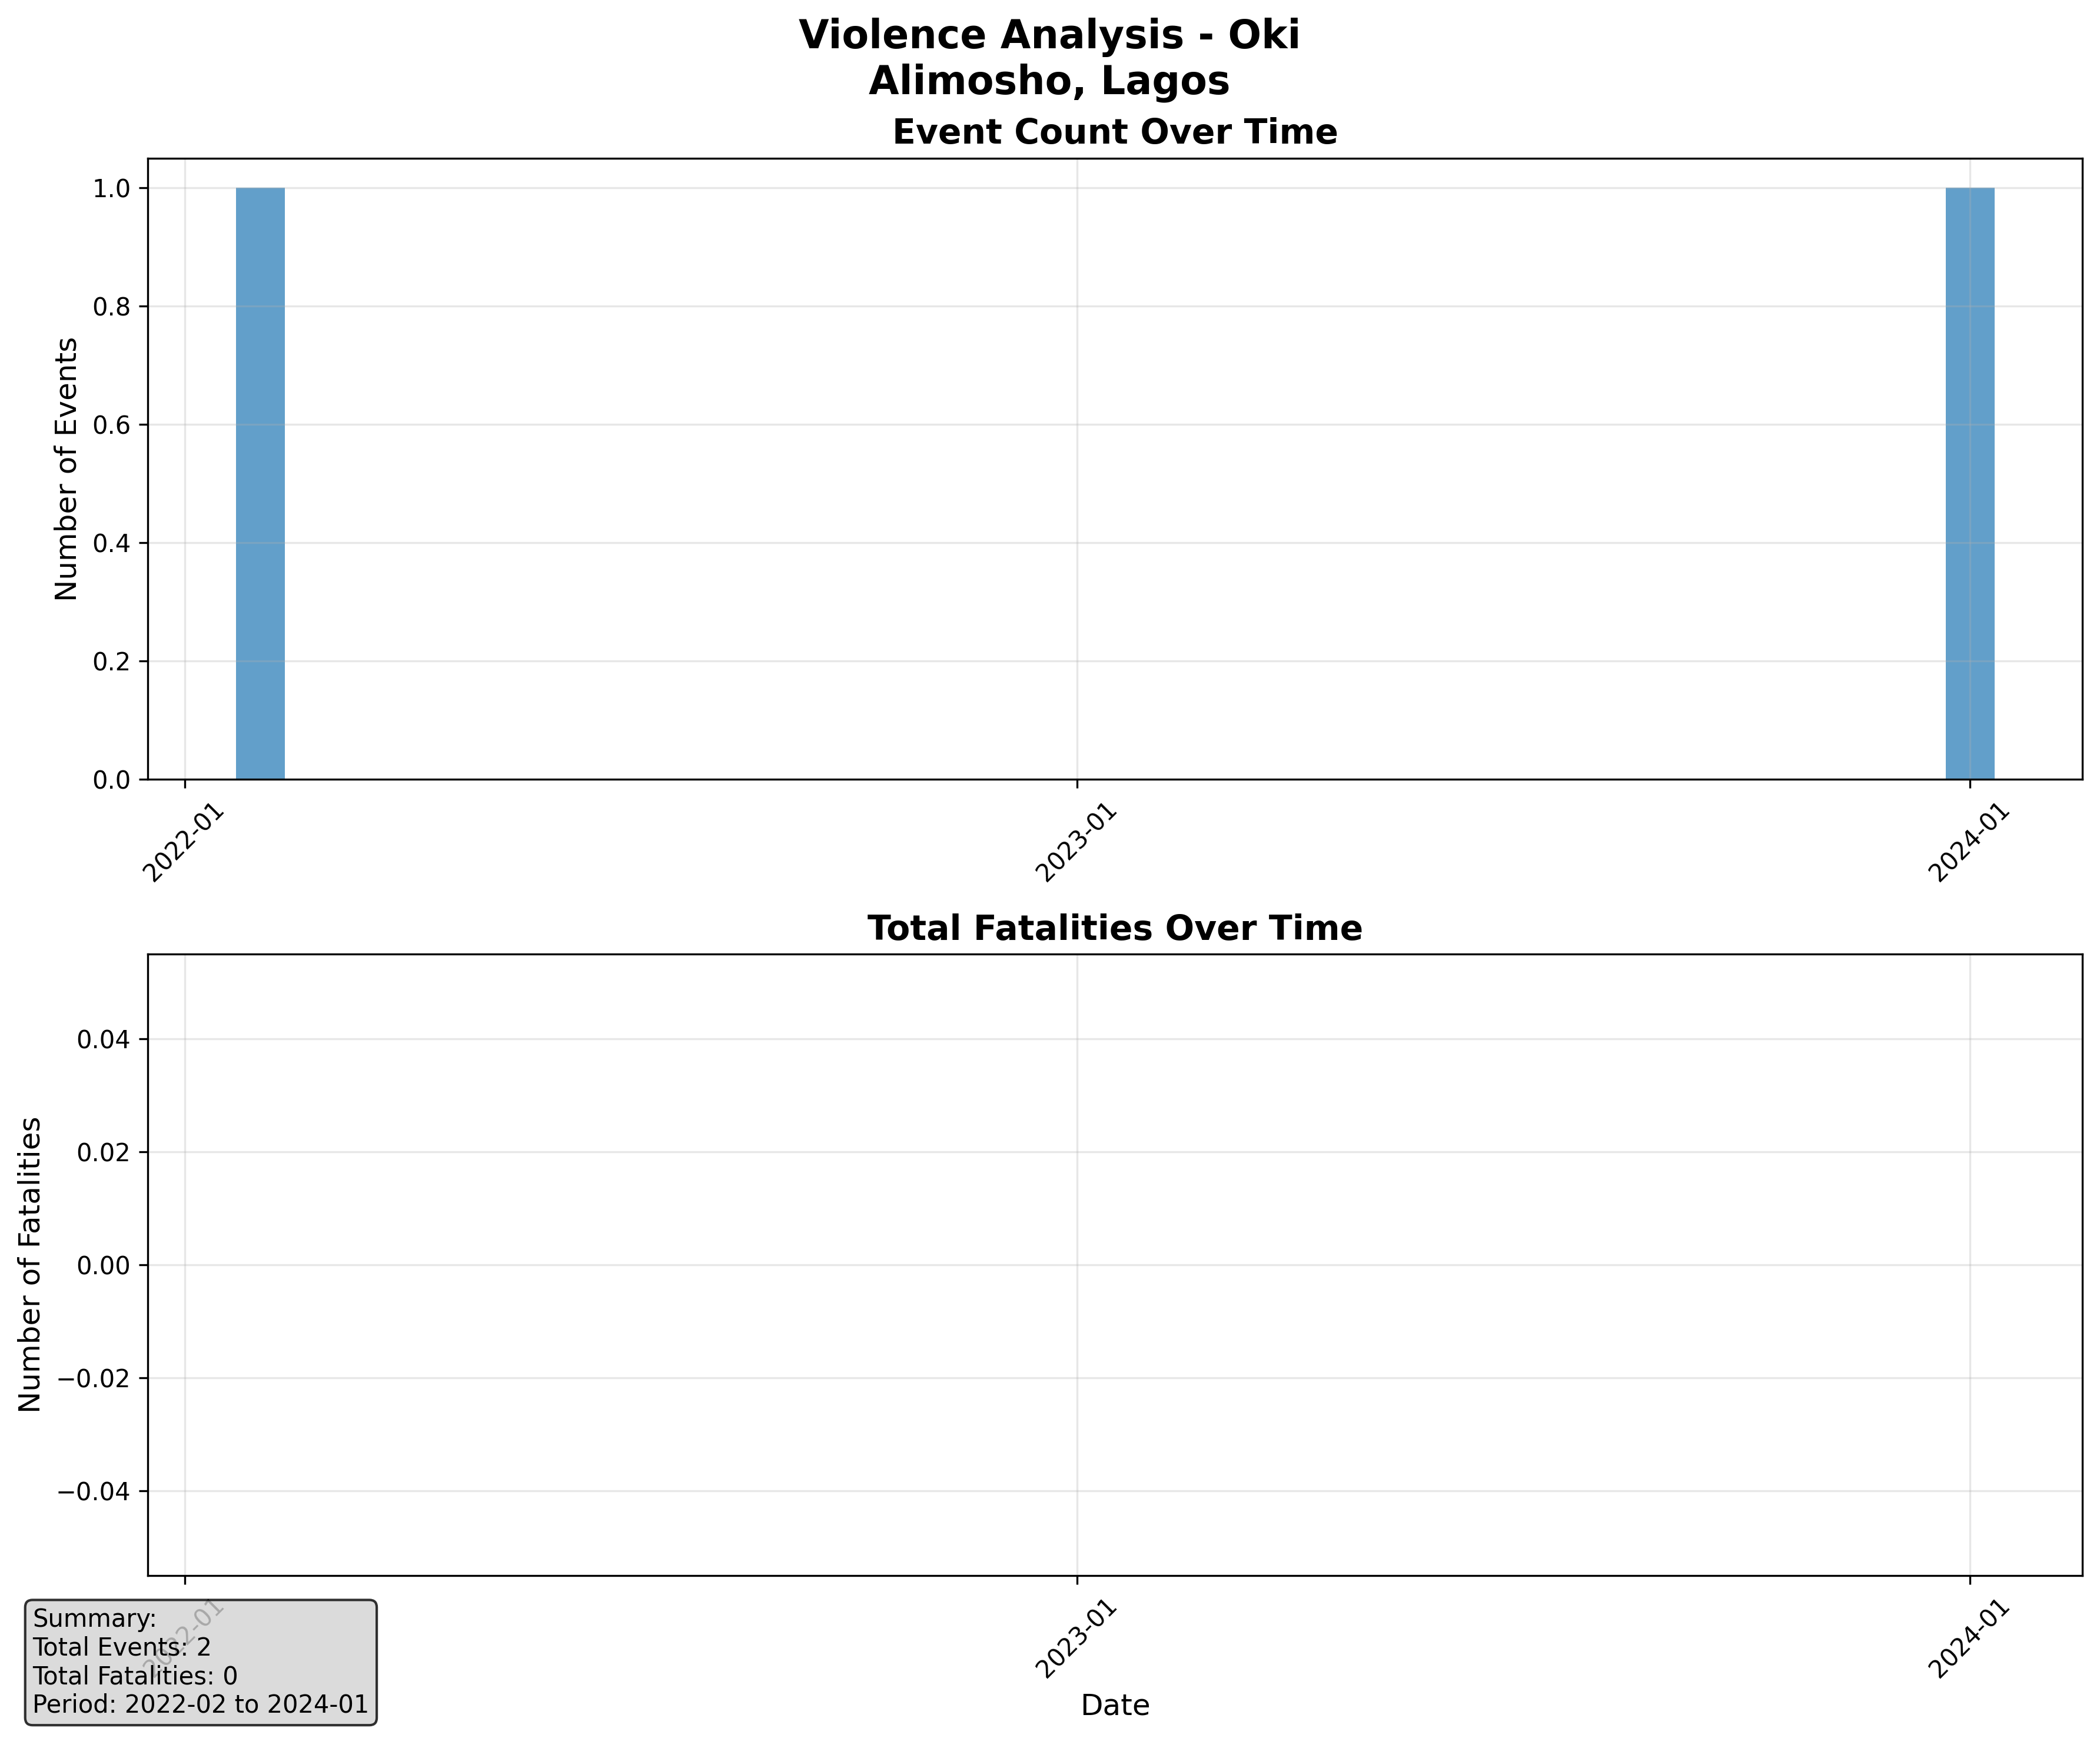 Violence Analysis - Oki
Alimosho, Lagos
Event Count Over Time
Number of Events
1.0
0.8
0.6
0.4
0.2
0.0
2022-01
2023-01
2024-01
Total Fatalities Over Time
Number of Fatalities
0.04
0.02
0.00
−0.02
−0.04
2022-01
2023-01
2024-01
Date
Summary:
Total Events: 2
Total Fatalities: 0
Period: 2022-02 to 2024-01